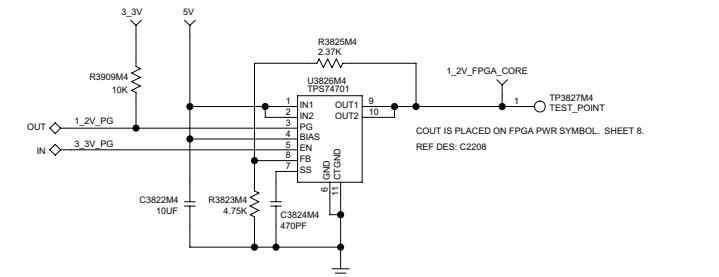 3_3V
5V
R3825M4
2.37K
R3909M4
10K
U3826M4
TPS74701
1_2V_FPGA_CORE
1 IN1 OUT1 9
2 IN2 OUT2 10
3 PG
4 BIAS
5 EN
8 FB
7 SS
GND
CTGND
6
11
1
TP3827M4
TEST_POINT
OUT 1_2V_PG
IN 3_3V_PG
COUT IS PLACED ON FPGA PWR SYMBOL. SHEET 8.
REF DES: C2208
C3822M4
10UF
R3823M4
4.75K
C3824M4
470PF